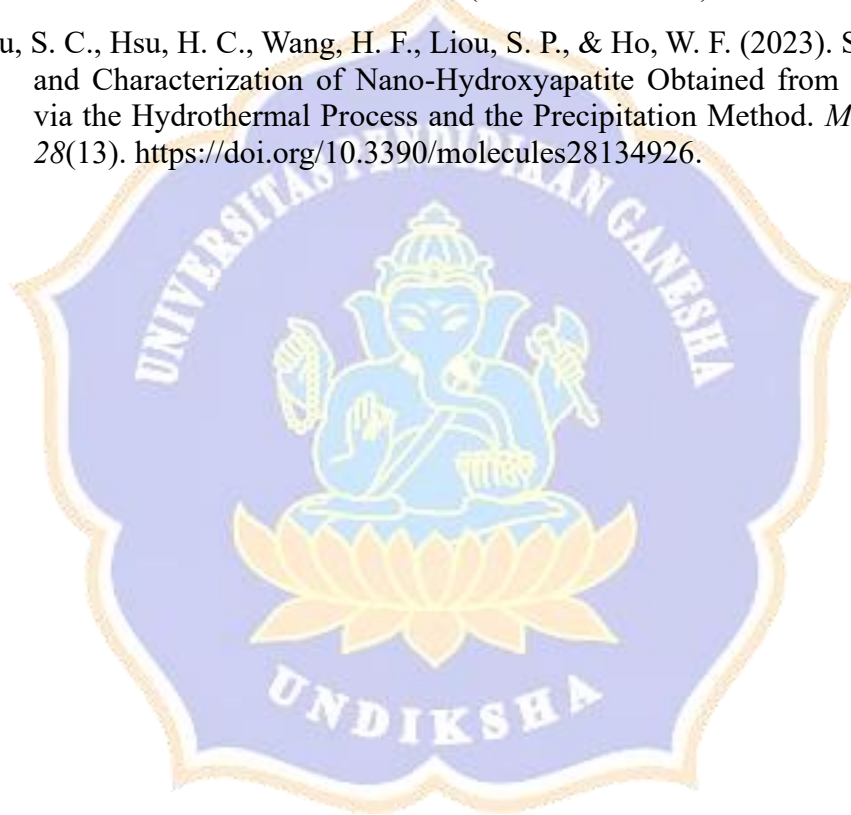 u, S. C., Hsu, H. C., Wang, H. F., Liou, S. P., & Ho, W. F. (2023). S
and Characterization of Nano-Hydroxyapatite Obtained from
via the Hydrothermal Process and the Precipitation Method. M
28(13). https://doi.org/10.3390/molecules28134926.
UNIVERSITAS PENDIDIKAN GANESHA
UNDIKSHA